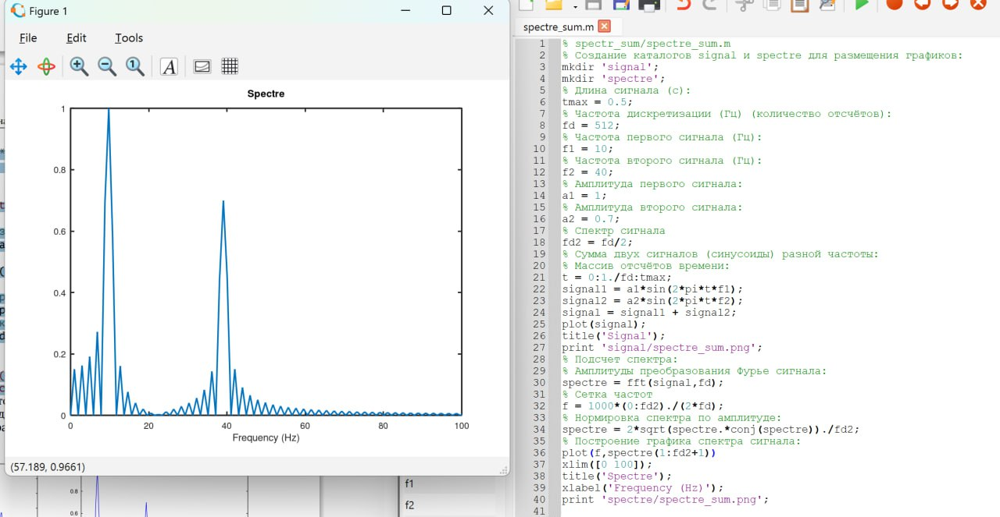 Figure 1
File Edit Tools
A
Spectre
1
0.8
0.6
0.4
0.2
0
0 20 40 60 80 100
Frequency (Hz)
(57.189, 0.9661)
0.8
0.6
f1
f2
spectre_sum.m
1 % spectr_sum/spectre_sum.m
2 % Создание каталогов signal и spectre для размещения графиков:
3 mkdir 'signal';
4 mkdir 'spectre';
5 % Длина сигнала (с):
6 tmax = 0.5;
7 % Частота дискретизации (Гц) (количество отсчётов):
8 fd = 512;
9 % Частота первого сигнала (Гц):
10 f1 = 10;
11 % Частота второго сигнала (Гц):
12 f2 = 40;
13 % Амплитуда первого сигнала:
14 a1 = 1;
15 % Амплитуда второго сигнала:
16 a2 = 0.7;
17 % Спектр сигнала
18 fd2 = fd/2;
19 % Сумма двух сигналов (синусоиды) разной частоты:
20 % Массив отсчётов времени:
21 t = 0:1./fd:tmax;
22 signal1 = a1*sin(2*pi*t*f1);
23 signal2 = a2*sin(2*pi*t*f2);
24 signal = signal1 + signal2;
25 plot(signal);
26 title('Signal');
27 print 'signal/spectre_sum.png';
28 % Подсчет спектра:
29 % Амплитуды преобразования Фурье сигнала:
30 spectre = fft(signal,fd);
31 % Сетка частот
32 f = 1000*(0:fd2)./(2*fd);
33 % Нормировка спектра по амплитуде:
34 spectre = 2*sqrt(spectre.*conj(spectre))./fd2;
35 % Построение графика спектра сигнала:
36 plot(f,spectre(1:fd2+1))
37 xlim([0 100]);
38 title('Spectre');
39 xlabel('Frequency (Hz)');
40 print 'spectre/spectre_sum.png';
41